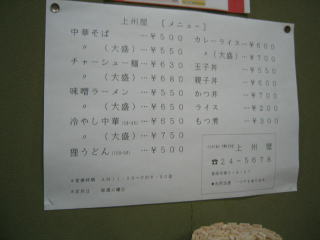 上州屋 [メニュー]
中華そば …￥500
〃 (大盛) …￥550
チャーシュー麺 …￥630
〃 (大盛) …￥680
味噌ラーメン …￥550
〃 (大盛) …￥650
冷やし中華 …￥650
〃 (大盛) …￥750
狸うどん …￥500
カレーライス …￥600
〃 (大盛) …￥700
玉子丼 …￥550
親子丼 …￥600
かつ丼 …￥700
ライス …￥200
もつ煮 …￥300
上州屋
☎24-5678